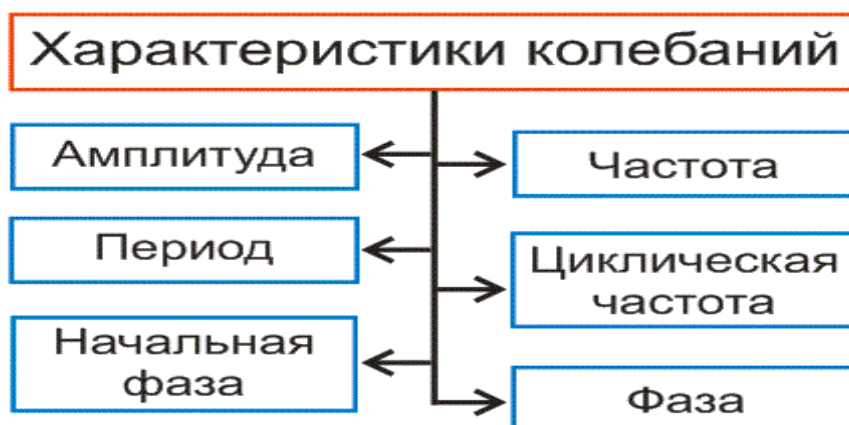 Характеристики колебаний
Амплитуда
Частота
Период
Циклическая
частота
Начальная
фаза
Фаза